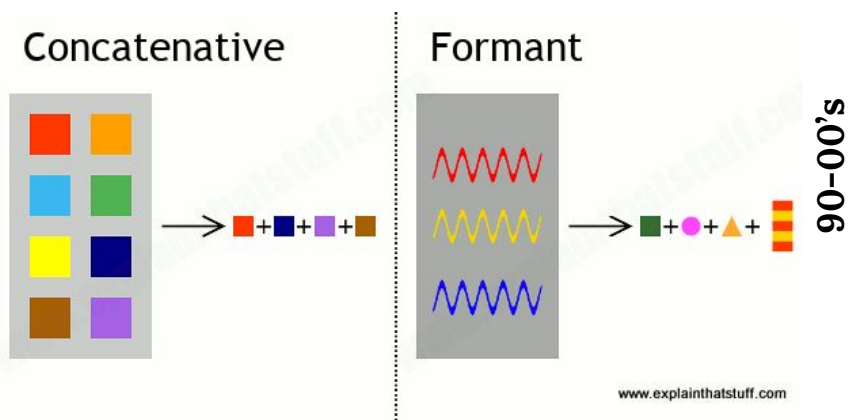 Concatenative
Formant
90-00's
+ + +
+ + +
www.explainthatstuff.com